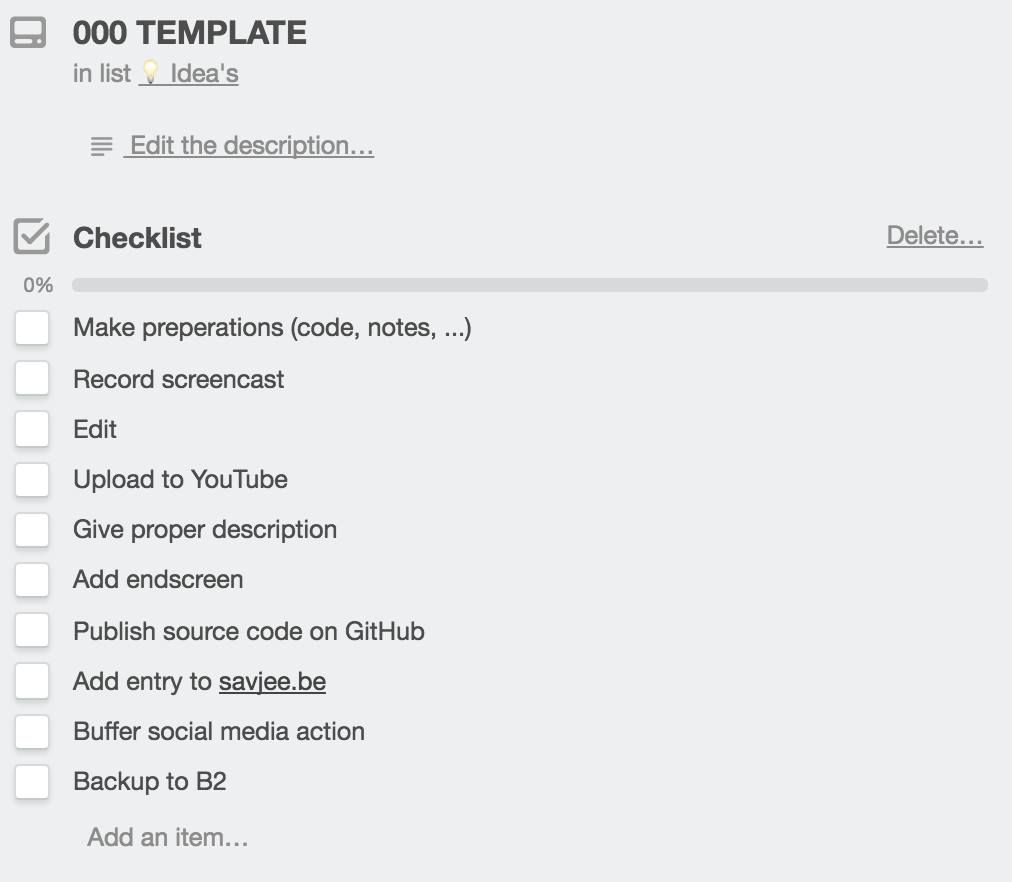 000 TEMPLATE
in list 💡 Idea's
Edit the description…
Checklist
Delete…
0%
Make preperations (code, notes, ...)
Record screencast
Edit
Upload to YouTube
Give proper description
Add endscreen
Publish source code on GitHub
Add entry to savjee.be
Buffer social media action
Backup to B2
Add an item…